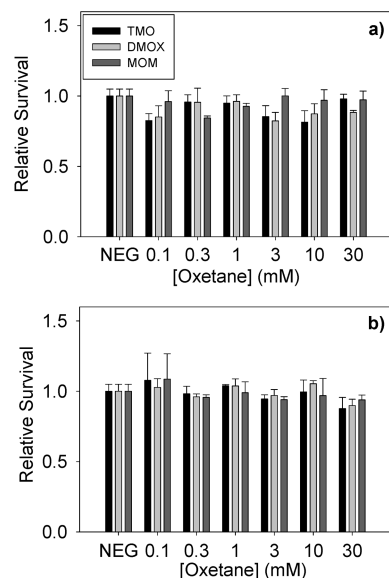 a)
TMO
DMOX
MOM
Relative Survival
1.5
1.0
0.5
0.0
NEG 0.1 0.3 1 3 10 30
[Oxetane] (mM)
b)
Relative Survival
1.5
1.0
0.5
0.0
NEG 0.1 0.3 1 3 10 30
[Oxetane] (mM)